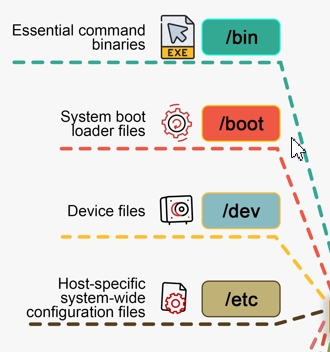 Essential command
binaries
EXE
/bin
System boot
loader files
/boot
Device files
/dev
Host-specific
system-wide
configuration files
/etc